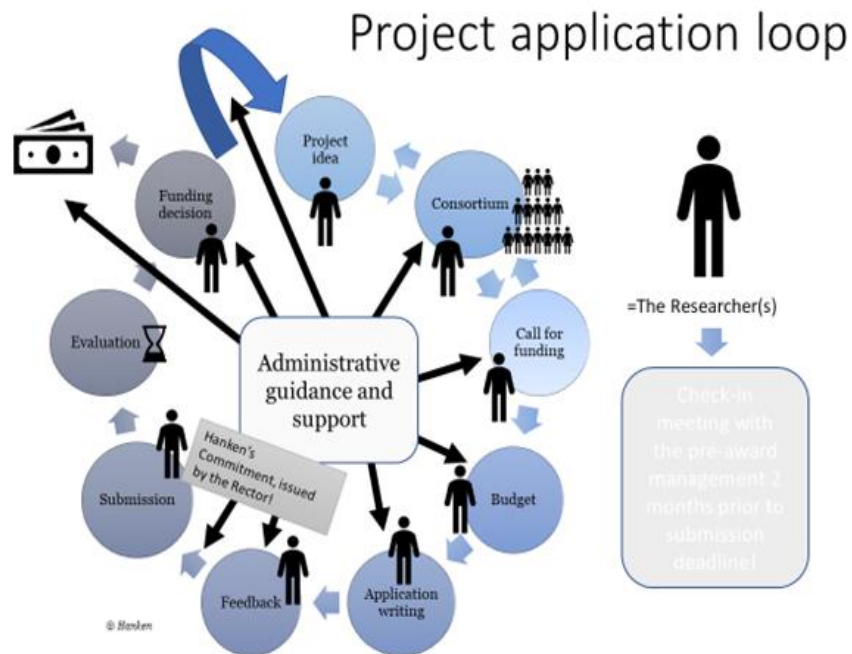 Project application loop
Project
idea
Consortium
Call for
funding
Budget
Application
writing
Feedback
Submission
Evaluation
Funding
decision
Administrative
guidance and
support
Hanken's
Commitment, issued
by the Rector!
=The Researcher(s)
Check-in
meeting with
the pre-award
management 2
months prior to
submission
deadline!
© Hanken